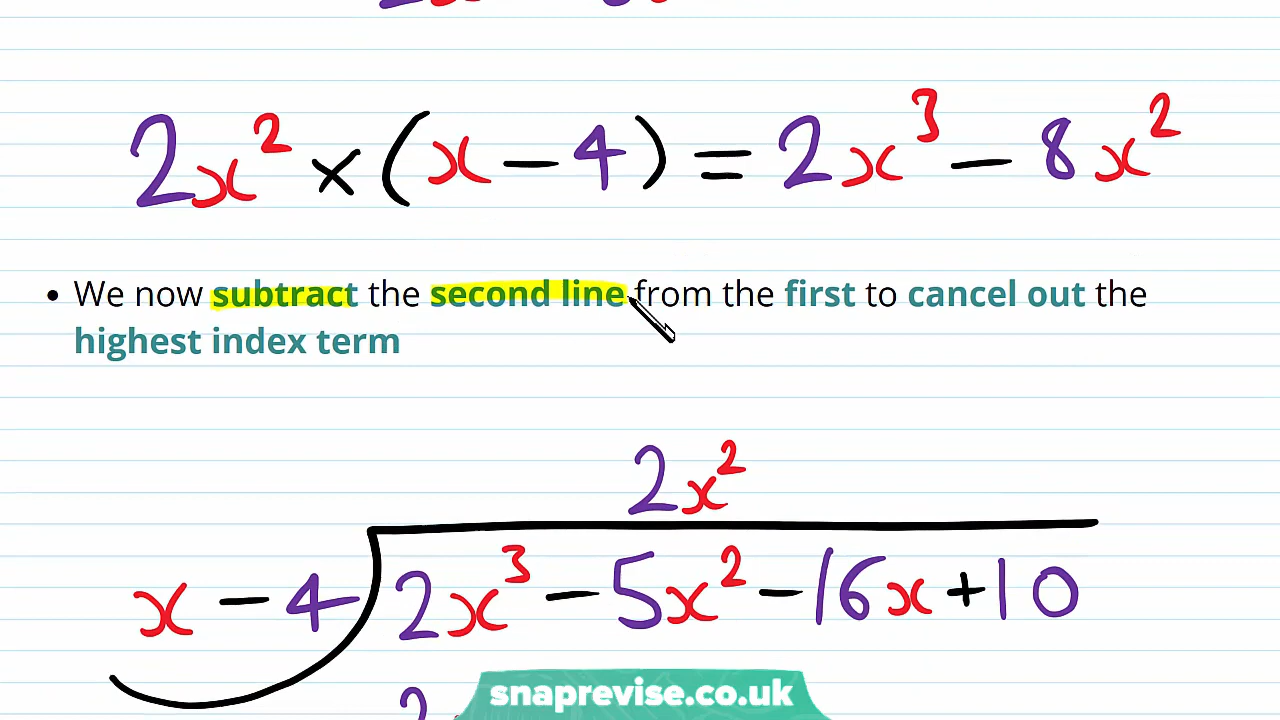 2x² × (x - 4) = 2x³ - 8x²
• We now subtract the second line from the first to cancel out the
highest index term
2x²
x - 4 2x³ - 5x² - 16x + 10
2
snaprevise.co.uk